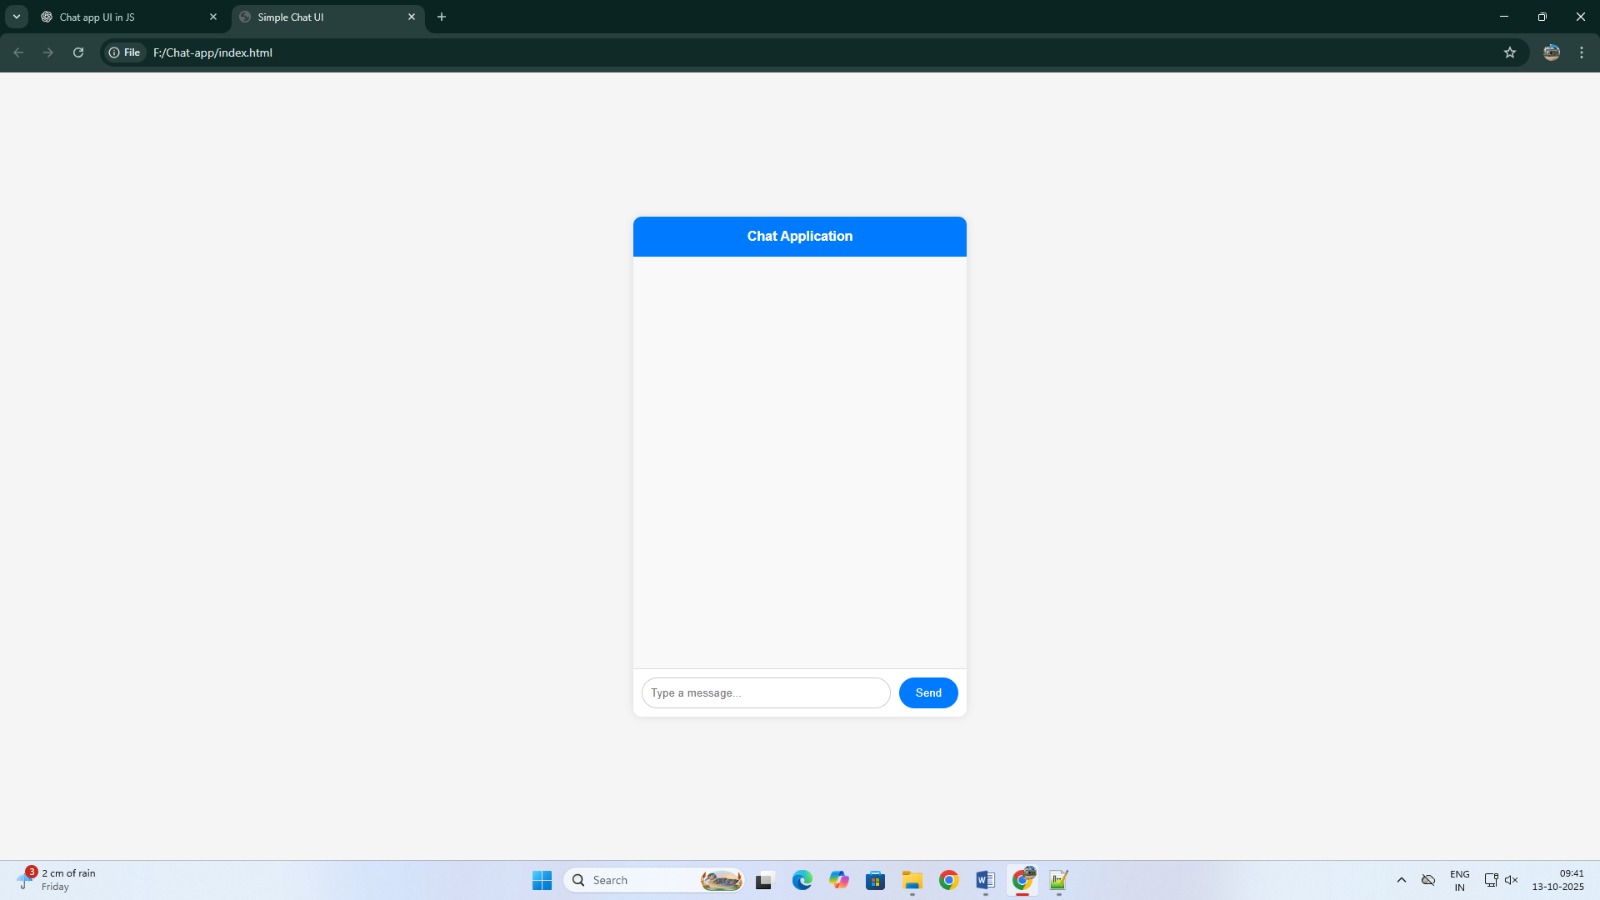 Chat app UI in JS
Simple Chat UI
File
F:/Chat-app/index.html
Chat Application
Type a message...
Send
3
2 cm of rain
Friday
Search
ENG
IN
09:41
13-10-2025